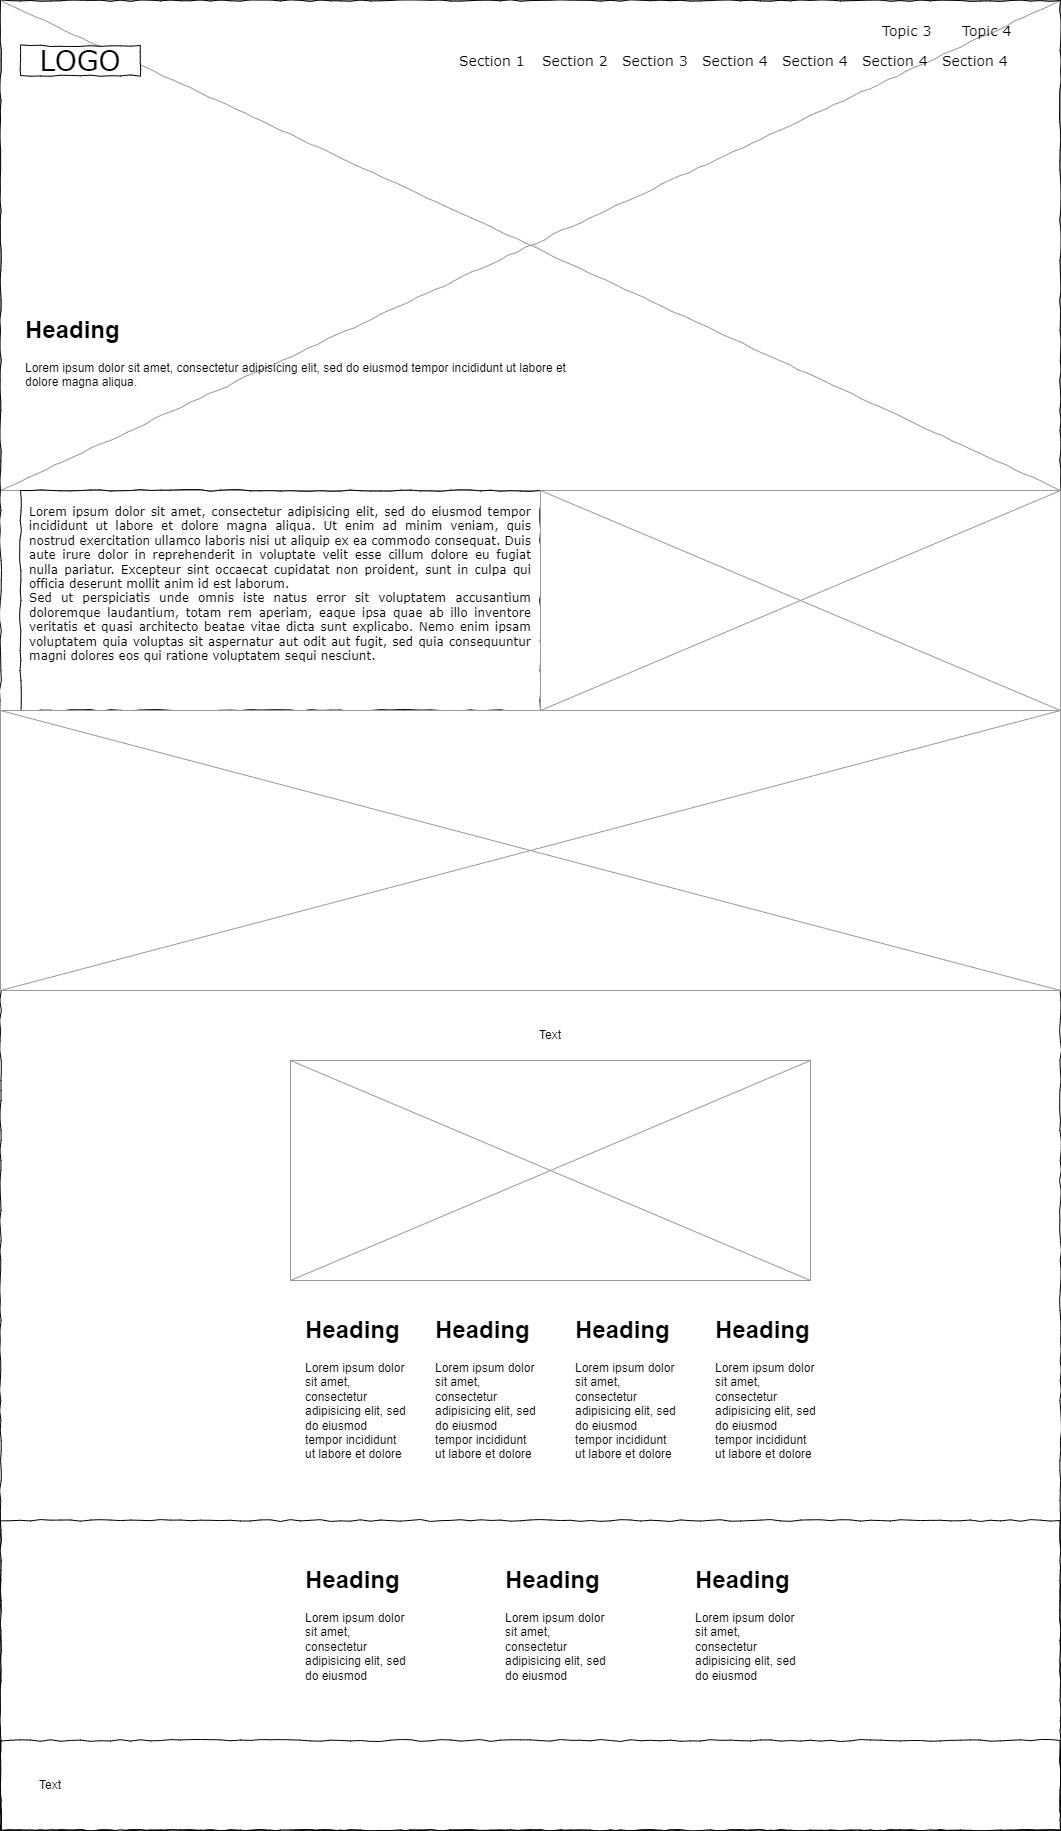 Topic 3 Topic 4
LOGO
Section 1 Section 2 Section 3 Section 4 Section 4 Section 4 Section 4
Heading
Lorem ipsum dolor sit amet, consectetur adipisicing elit, sed do eiusmod tempor incididunt ut labore et
dolore magna aliqua.
Lorem ipsum dolor sit amet, consectetur adipisicing elit, sed do eiusmod tempor
incididunt ut labore et dolore magna aliqua. Ut enim ad minim veniam, quis
nostrud exercitation ullamco laboris nisi ut aliquip ex ea commodo consequat. Duis
aute irure dolor in reprehenderit in voluptate velit esse cillum dolore eu fugiat
nulla pariatur. Excepteur sint occaecat cupidatat non proident, sunt in culpa qui
officia deserunt mollit anim id est laborum.
Sed ut perspiciatis unde omnis iste natus error sit voluptatem accusantium
doloremque laudantium, totam rem aperiam, eaque ipsa quae ab illo inventore
veritatis et quasi architecto beatae vitae dicta sunt explicabo. Nemo enim ipsam
voluptatem quia voluptas sit aspernatur aut odit aut fugit, sed quia consequuntur
magni dolores eos qui ratione voluptatem sequi nesciunt.
Text
Heading
Lorem ipsum dolor
sit amet,
consectetur
adipisicing elit, sed
do eiusmod
tempor incididunt
ut labore et dolore
Heading
Lorem ipsum dolor
sit amet,
consectetur
adipisicing elit, sed
do eiusmod
tempor incididunt
ut labore et dolore
Heading
Lorem ipsum dolor
sit amet,
consectetur
adipisicing elit, sed
do eiusmod
tempor incididunt
ut labore et dolore
Heading
Lorem ipsum dolor
sit amet,
consectetur
adipisicing elit, sed
do eiusmod
tempor incididunt
ut labore et dolore
Heading
Lorem ipsum dolor
sit amet,
consectetur
adipisicing elit, sed
do eiusmod
Heading
Lorem ipsum dolor
sit amet,
consectetur
adipisicing elit, sed
do eiusmod
Heading
Lorem ipsum dolor
sit amet,
consectetur
adipisicing elit, sed
do eiusmod
Text